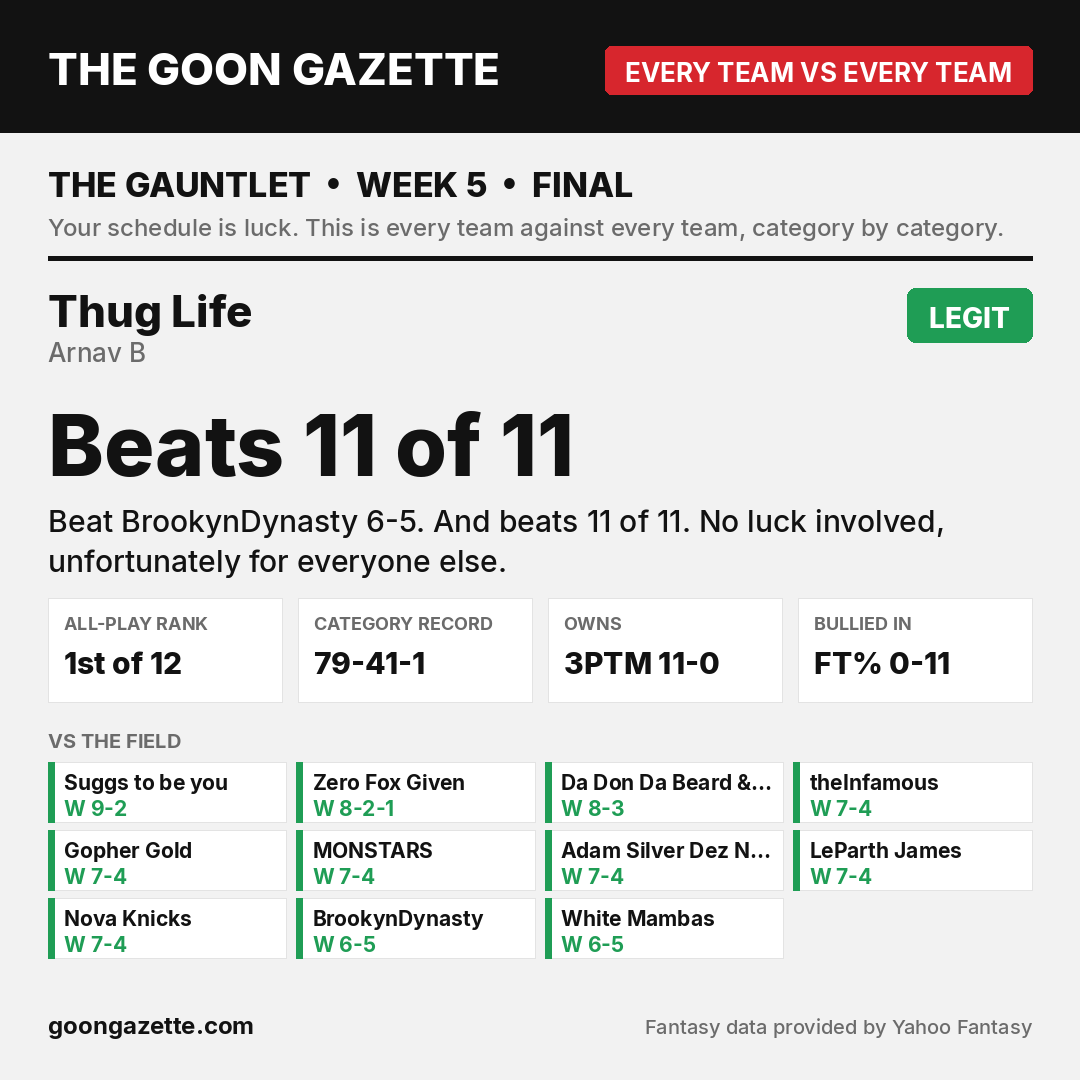 THE GOON GAZETTE
EVERY TEAM VS EVERY TEAM
THE GAUNTLET • WEEK 5 • FINAL
Your schedule is luck. This is every team against every team, category by category.
Thug Life
LEGIT
Arnav B
Beats 11 of 11
Beat BrookynDynasty 6-5. And beats 11 of 11. No luck involved,
unfortunately for everyone else.
ALL-PLAY RANK
1st of 12
CATEGORY RECORD
79-41-1
OWNS
3PTM 11-0
BULLIED IN
FT% 0-11
VS THE FIELD
Suggs to be you
W 9-2
Zero Fox Given
W 8-2-1
Da Don Da Beard &...
W 8-3
theInfamous
W 7-4
Gopher Gold
W 7-4
MONSTARS
W 7-4
Adam Silver Dez N...
W 7-4
LeParth James
W 7-4
Nova Knicks
W 7-4
BrookynDynasty
W 6-5
White Mambas
W 6-5
goongazette.com
Fantasy data provided by Yahoo Fantasy